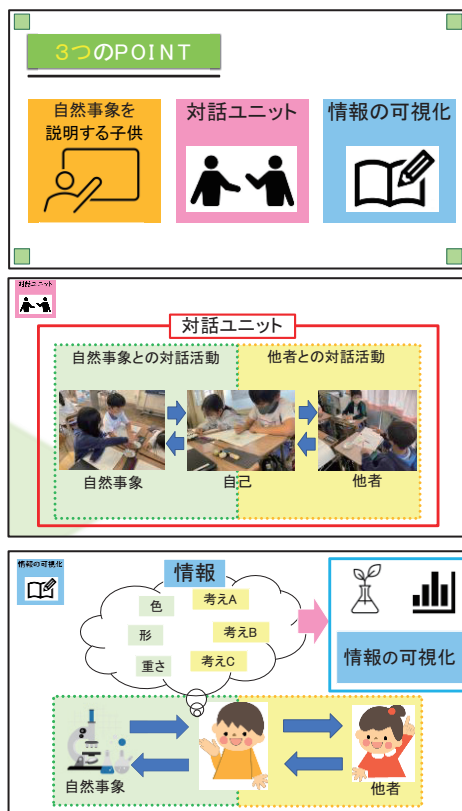 3つのPOINT
自然事象を
説明する子供
対話ユニット
情報の可視化
対話ユニット
対話ユニット
自然事象との対話活動
他者との対話活動
自然事象
自己
他者
情報の可視化
情報
色
考えA
形
考えB
重さ
考えC
情報の可視化
自然事象
他者